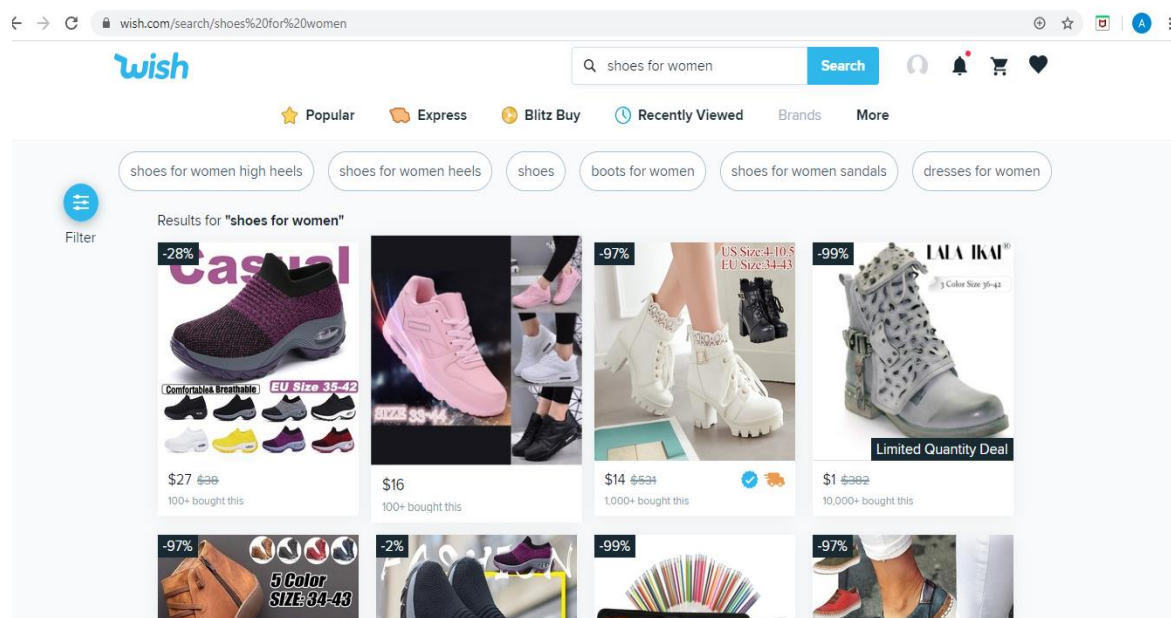 wish.com/search/shoes%20for%20women
A
wish
shoes for women
Search
Popular
Express
Blitz Buy
Recently Viewed
Brands
More
shoes for women high heels
shoes for women heels
shoes
boots for women
shoes for women sandals
dresses for women
Filter
Results for "shoes for women"
-28%
Casual
Comfortable& Breathable
EU Size 35-42
$27 $38
100+ bought this
SIZE 33-44
$16
100+ bought this
-97%
US Size:4-10.5
EU Size:34-43
$14 $531
1,000+ bought this
-99%
LALA IKAI®
3 Color Size 36-42
Limited Quantity Deal
$1 $382
10,000+ bought this
-97%
5 Color
SIZE: 34-43
-2%
FASHION
-99%
-97%